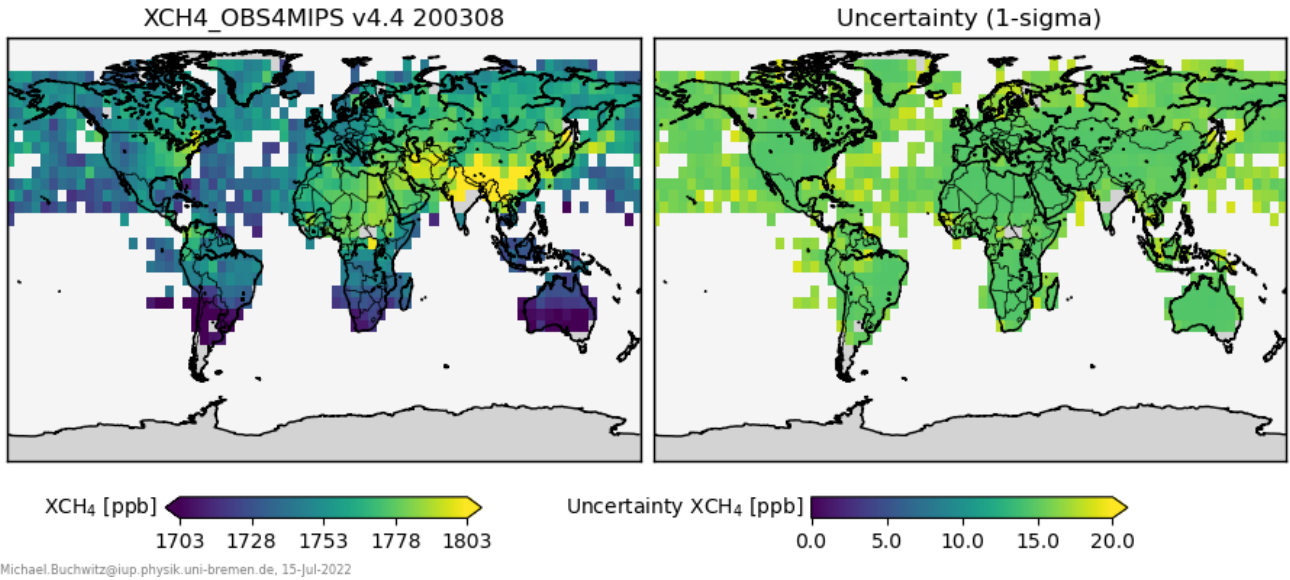 XCH4_OBS4MIPS v4.4 200308
Uncertainty (1-sigma)
XCH₄ [ppb]
1703 1728 1753 1778 1803
Uncertainty XCH₄ [ppb]
0.0 5.0 10.0 15.0 20.0
Michael.Buchwitz@iup.physik.uni-bremen.de, 15-Jul-2022